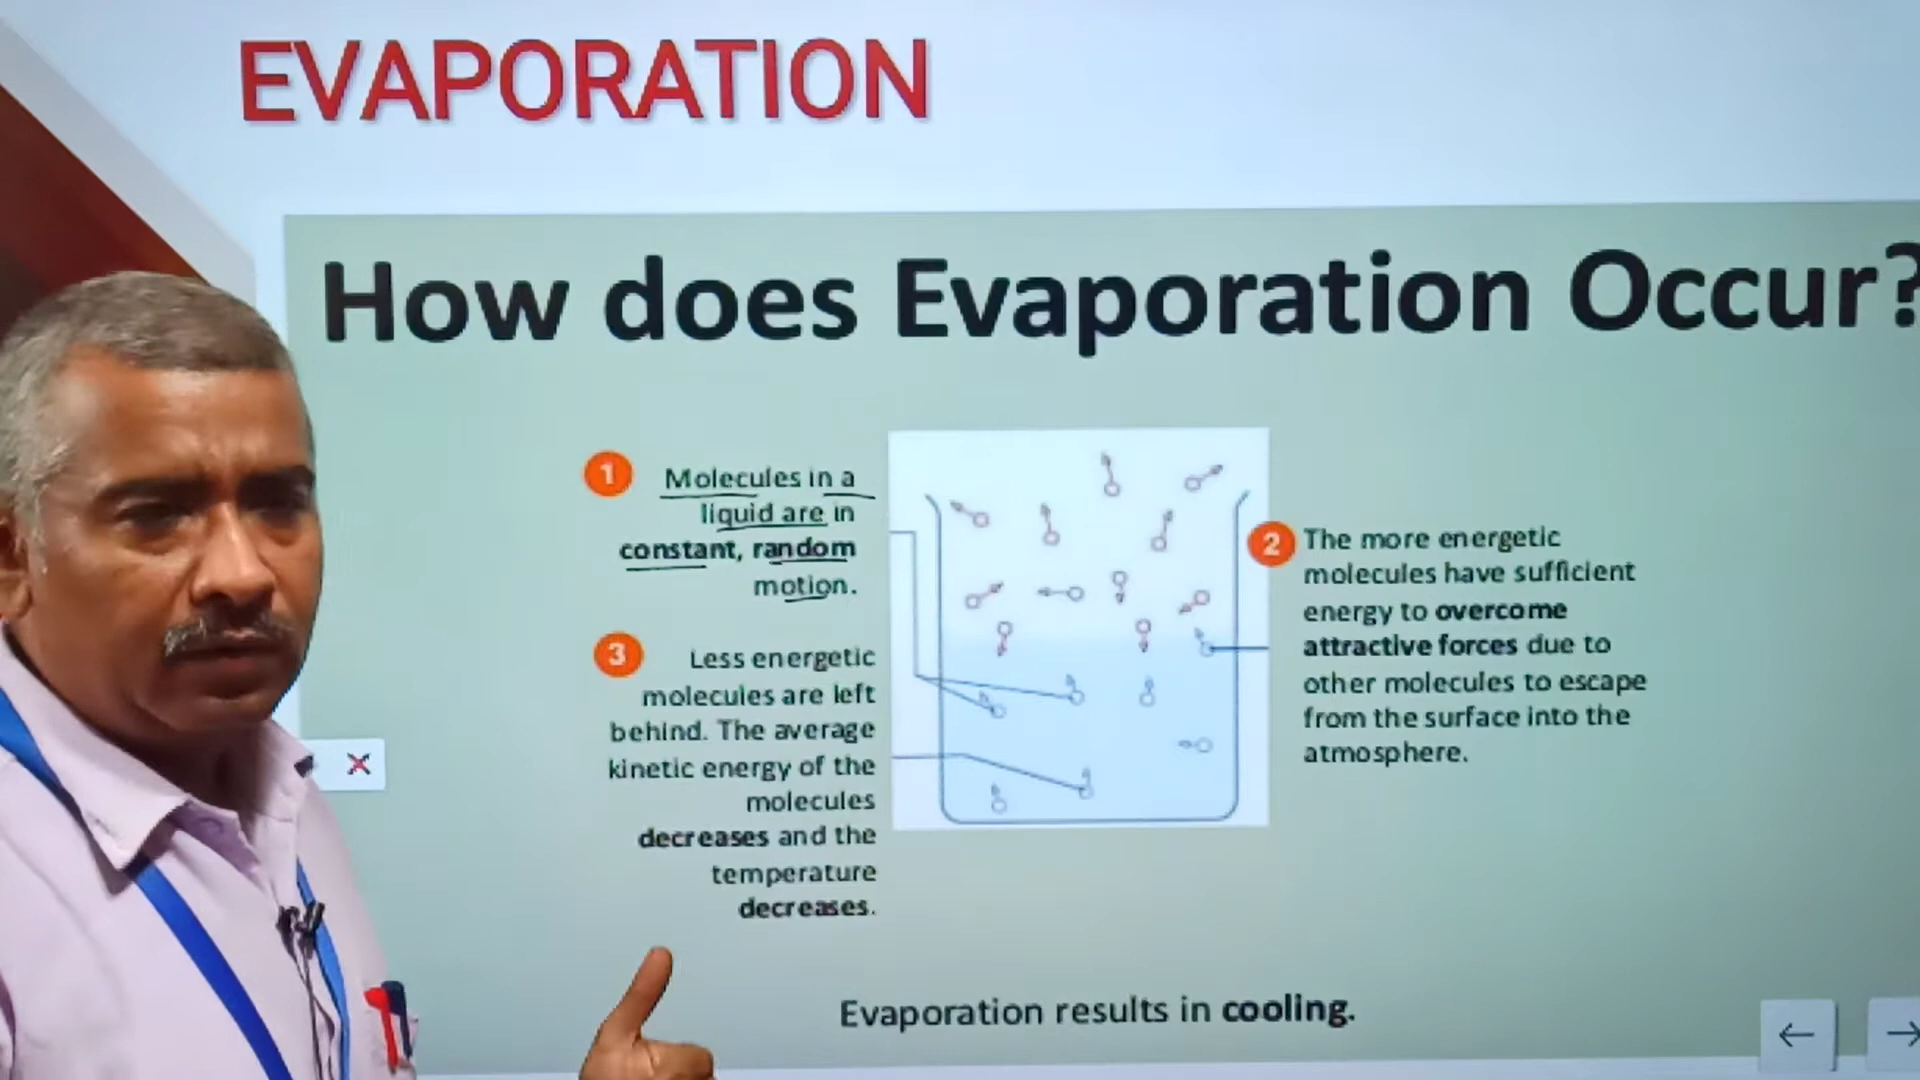 EVAPORATION
How does Evaporation Occur?
1
Molecules in a
liquid are in
constant, random
motion.
2
The more energetic
molecules have sufficient
energy to overcome
attractive forces due to
other molecules to escape
from the surface into the
atmosphere.
3
Less energetic
molecules are left
behind. The average
kinetic energy of the
molecules
decreases and the
temperature
decreases.
Evaporation results in cooling.